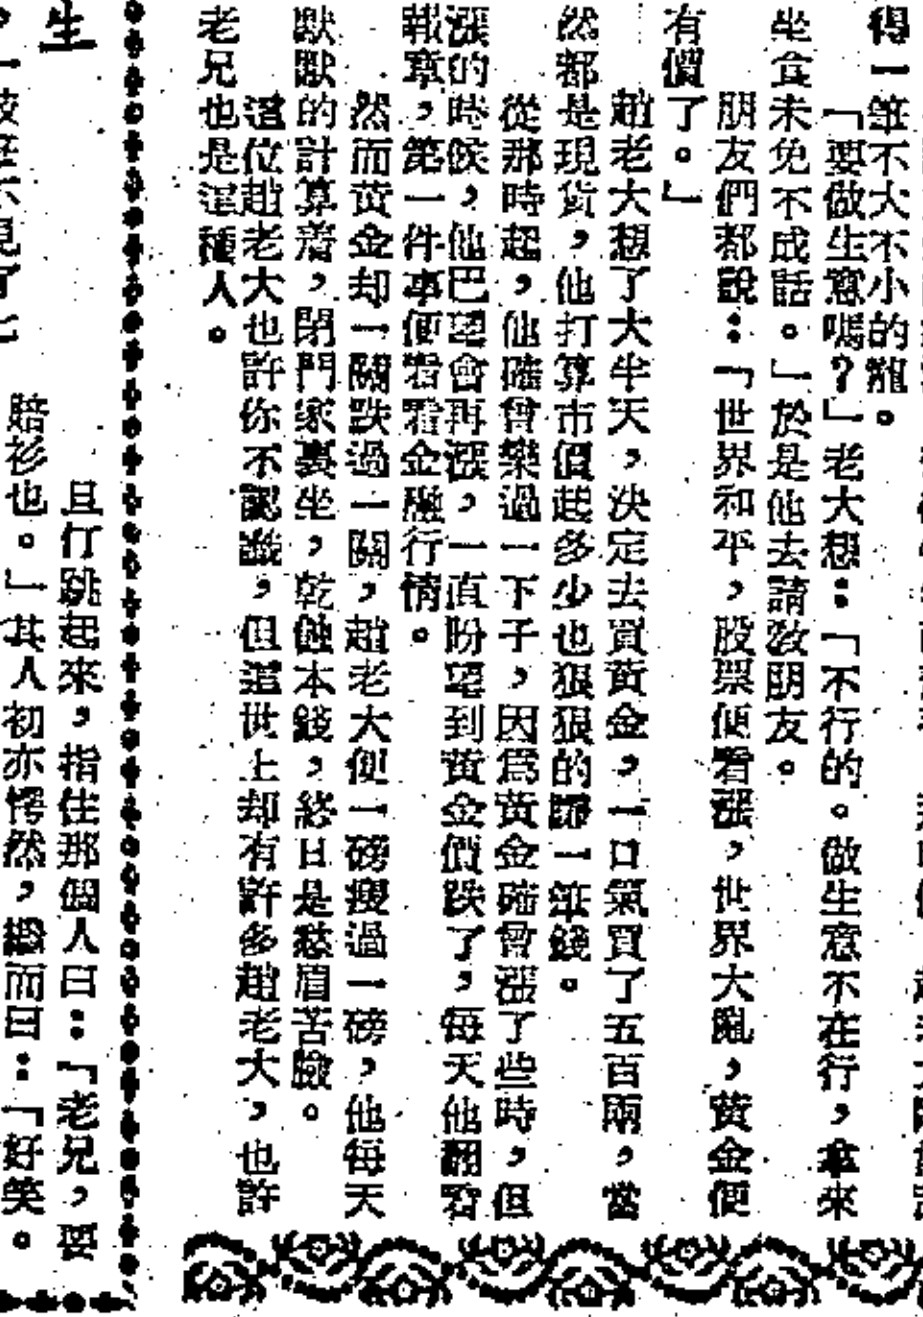 得一筆不大不小的寵。
「要做生意嗎？」老大想：「不行的。做生意不在行，拿來
坐食未免不成話。」於是他去請教朋友。
朋友們都說：「世界和平，股票便看漲，世界大亂，黃金便
有價了。」
趙老大想了大半天，決定去買黃金，一口氣買了五百兩，當
然都是現貨，他打算市價起多少也狠狠的賺一筆錢。
從那時起，他確曾樂過一下子，因爲黃金確曾漲了些時，但
漲的時候，他巴望會再漲，一直盼望到黃金價跌了，每天他翻看
報章，第一件事便看看金融行情。
然而黃金却一關跌過一關，趙老大便一磅瘦過一磅，他每天
默默的計算着，閉門家裏坐，乾蝕本錢，終日是愁眉苦臉。
這位趙老大也許你不認識，但這世上却有許多趙老大，也許
老兄也是這種人。
生
且打跳起來，指住那個人曰：「老兄，要
賠衫也。」其人初亦愕然，繼而曰：「好笑。